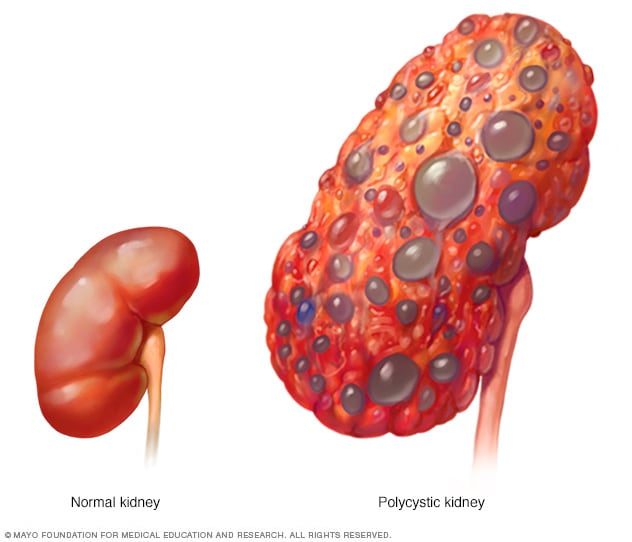 Normal kidney
Polycystic kidney
© MAYO FOUNDATION FOR MEDICAL EDUCATION AND RESEARCH. ALL RIGHTS RESERVED.